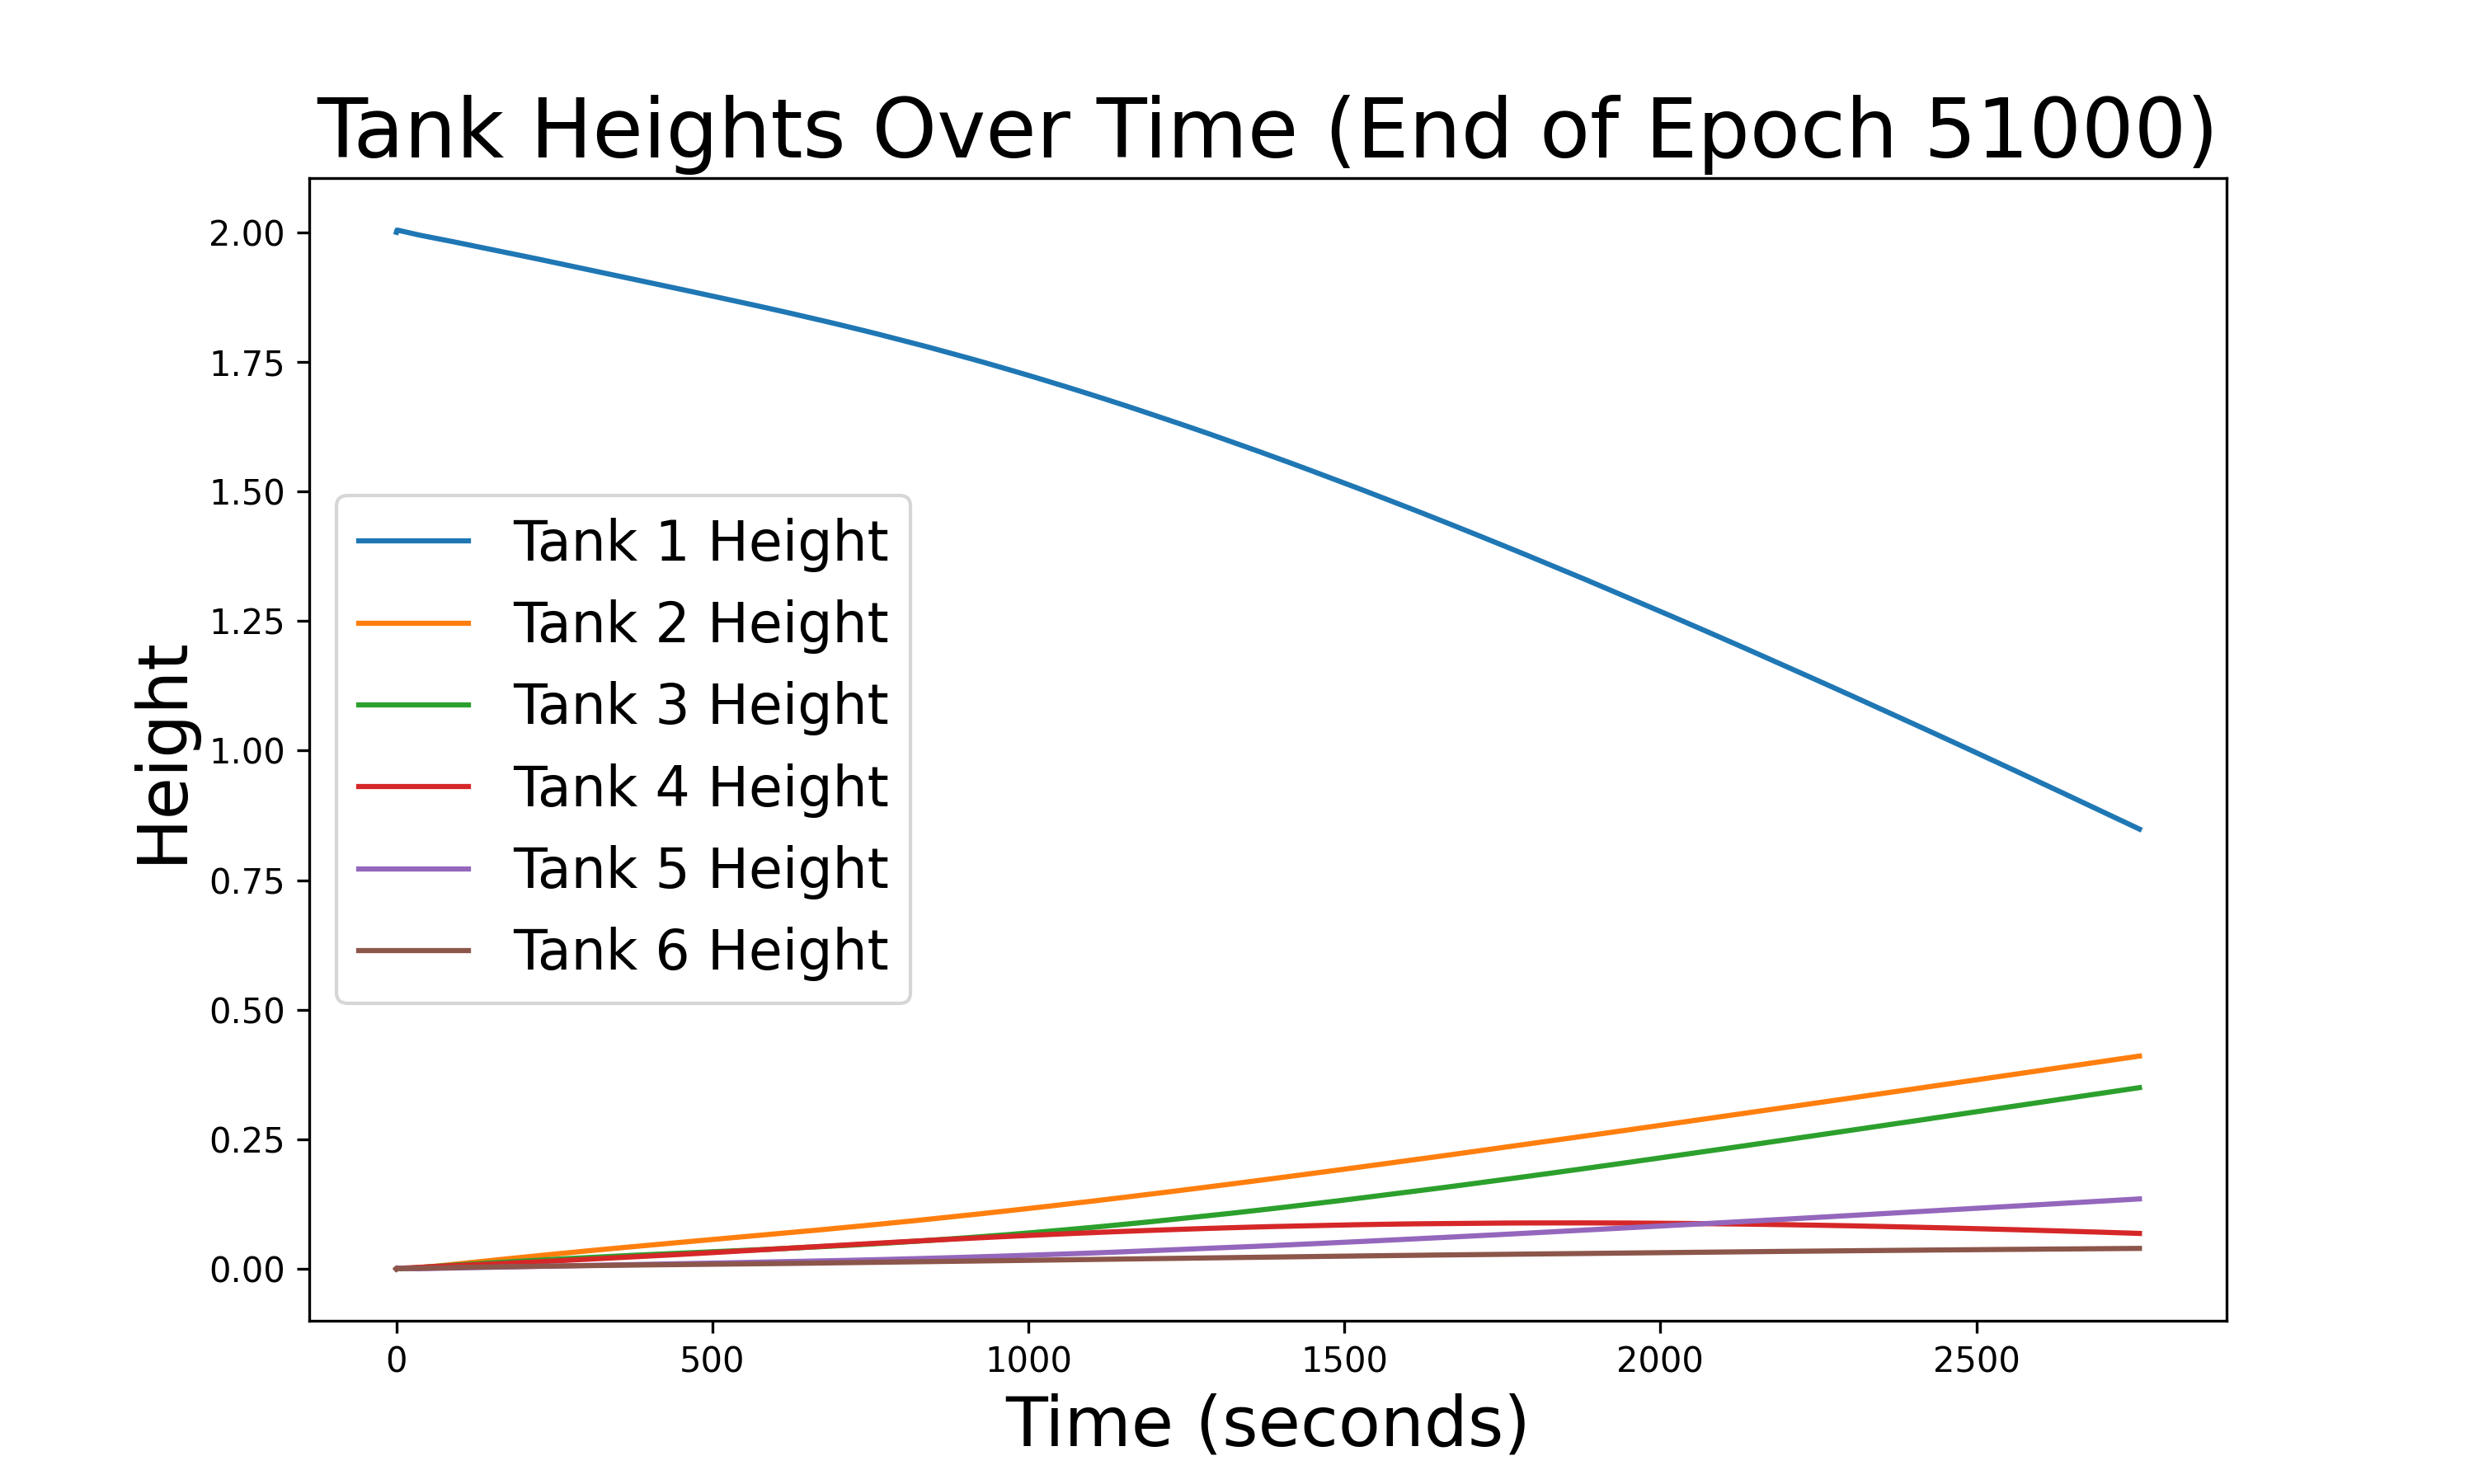 Tank Heights Over Time (End of Epoch 51000)
Height
2.00
1.75
1.50
1.25
1.00
0.75
0.50
0.25
0.00
Tank 1 Height
Tank 2 Height
Tank 3 Height
Tank 4 Height
Tank 5 Height
Tank 6 Height
0 500 1000 1500 2000 2500
Time (seconds)